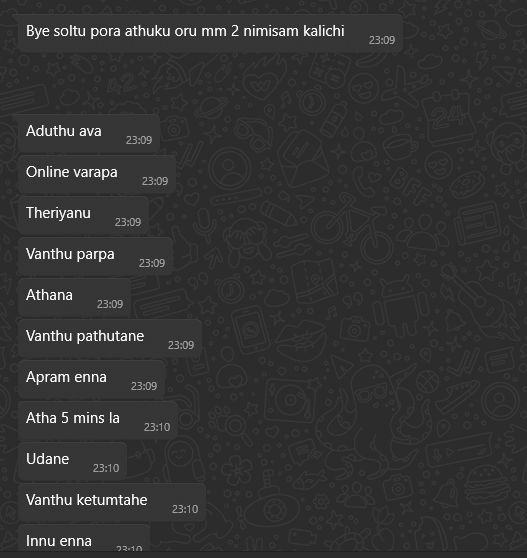 Bye soltu pora athuku oru mm 2 nimisam kalichi
23:09
Aduthu ava
23:09
Online varapa
23:09
Theriyanu
23:09
Vanthu parpa
23:09
Athana
23:09
Vanthu pathutane
23:09
Apram enna
23:09
Atha 5 mins la
23:10
Udane
23:10
Vanthu ketumtahe
23:10
Innu enna
23:10